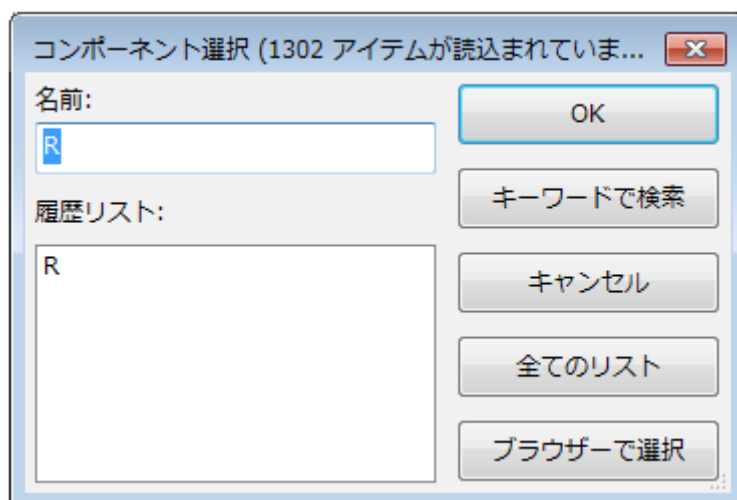 コンポーネント選択 (1302 アイテムが読込まれていま...
名前:
R
履歴リスト:
R
OK
キーワードで検索
キャンセル
全てのリスト
ブラウザーで選択